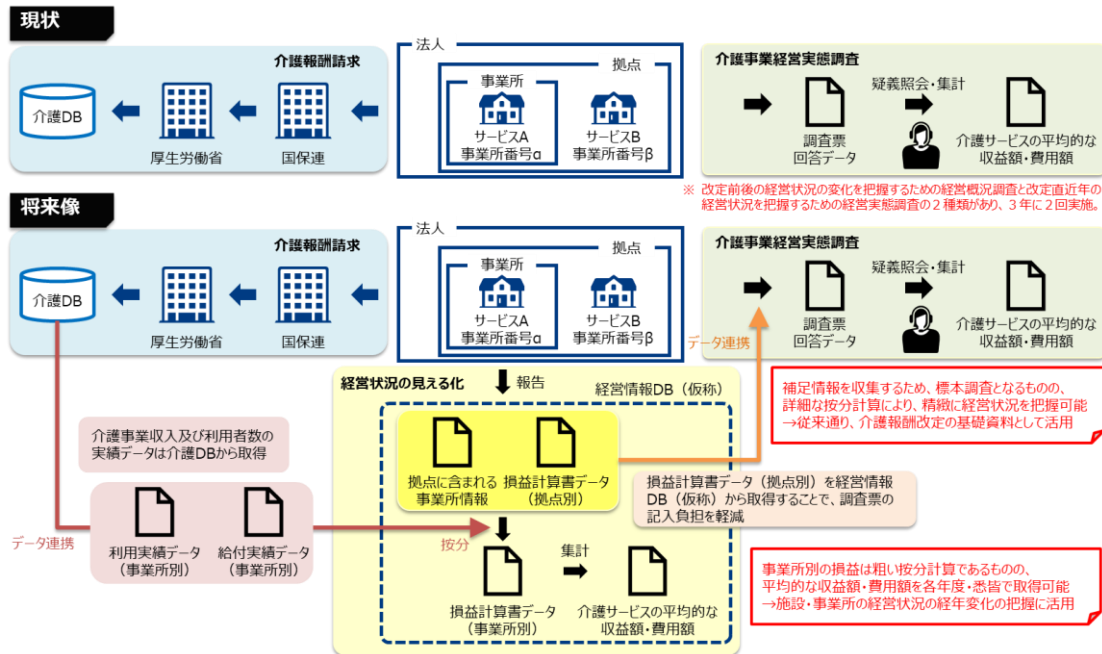 現状
介護報酬請求
介護DB
厚生労働省
国保連
法人
拠点
事業所
サービスA
事業所番号α
サービスB
事業所番号β
介護事業経営実態調査
調査票
回答データ
疑義照会・集計
介護サービスの平均的な
収益額・費用額
※ 改定前後の経営状況の変化を把握するための経営概況調査と改定直近年の
経営状況を把握するための経営実態調査の２種類があり、３年に２回実施。
将来像
介護報酬請求
介護DB
厚生労働省
国保連
法人
拠点
事業所
サービスA
事業所番号α
サービスB
事業所番号β
介護事業経営実態調査
調査票
回答データ
疑義照会・集計
介護サービスの平均的な
収益額・費用額
データ連携
経営状況の見える化
報告
経営情報DB（仮称）
補足情報を収集するため、標本調査となるものの、
詳細な按分計算により、精緻に経営状況を把握可能
→従来通り、介護報酬改定の基礎資料として活用
介護事業収入及び利用者数の
実績データは介護DBから取得
拠点に含まれる
事業所情報
損益計算書データ
（拠点別）
損益計算書データ（拠点別）を経営情報
DB（仮称）から取得することで、調査票の
記入負担を軽減
データ連携
利用実績データ
（事業所別）
給付実績データ
（事業所別）
按分
集計
損益計算書データ
（事業所別）
介護サービスの平均的な
収益額・費用額
事業所別の損益は粗い按分計算であるものの、
平均的な収益額・費用額を各年度・悉皆で取得可能
→施設・事業所の経営状況の経年変化の把握に活用